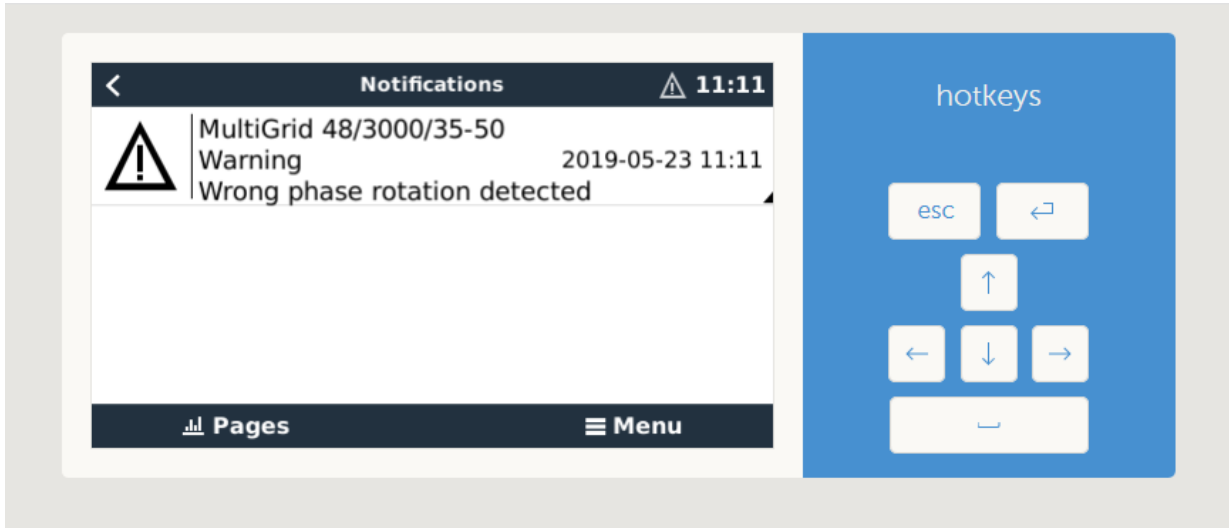 Notifications
11:11
MultiGrid 48/3000/35-50
Warning
2019-05-23 11:11
Wrong phase rotation detected
Pages
Menu
hotkeys
esc